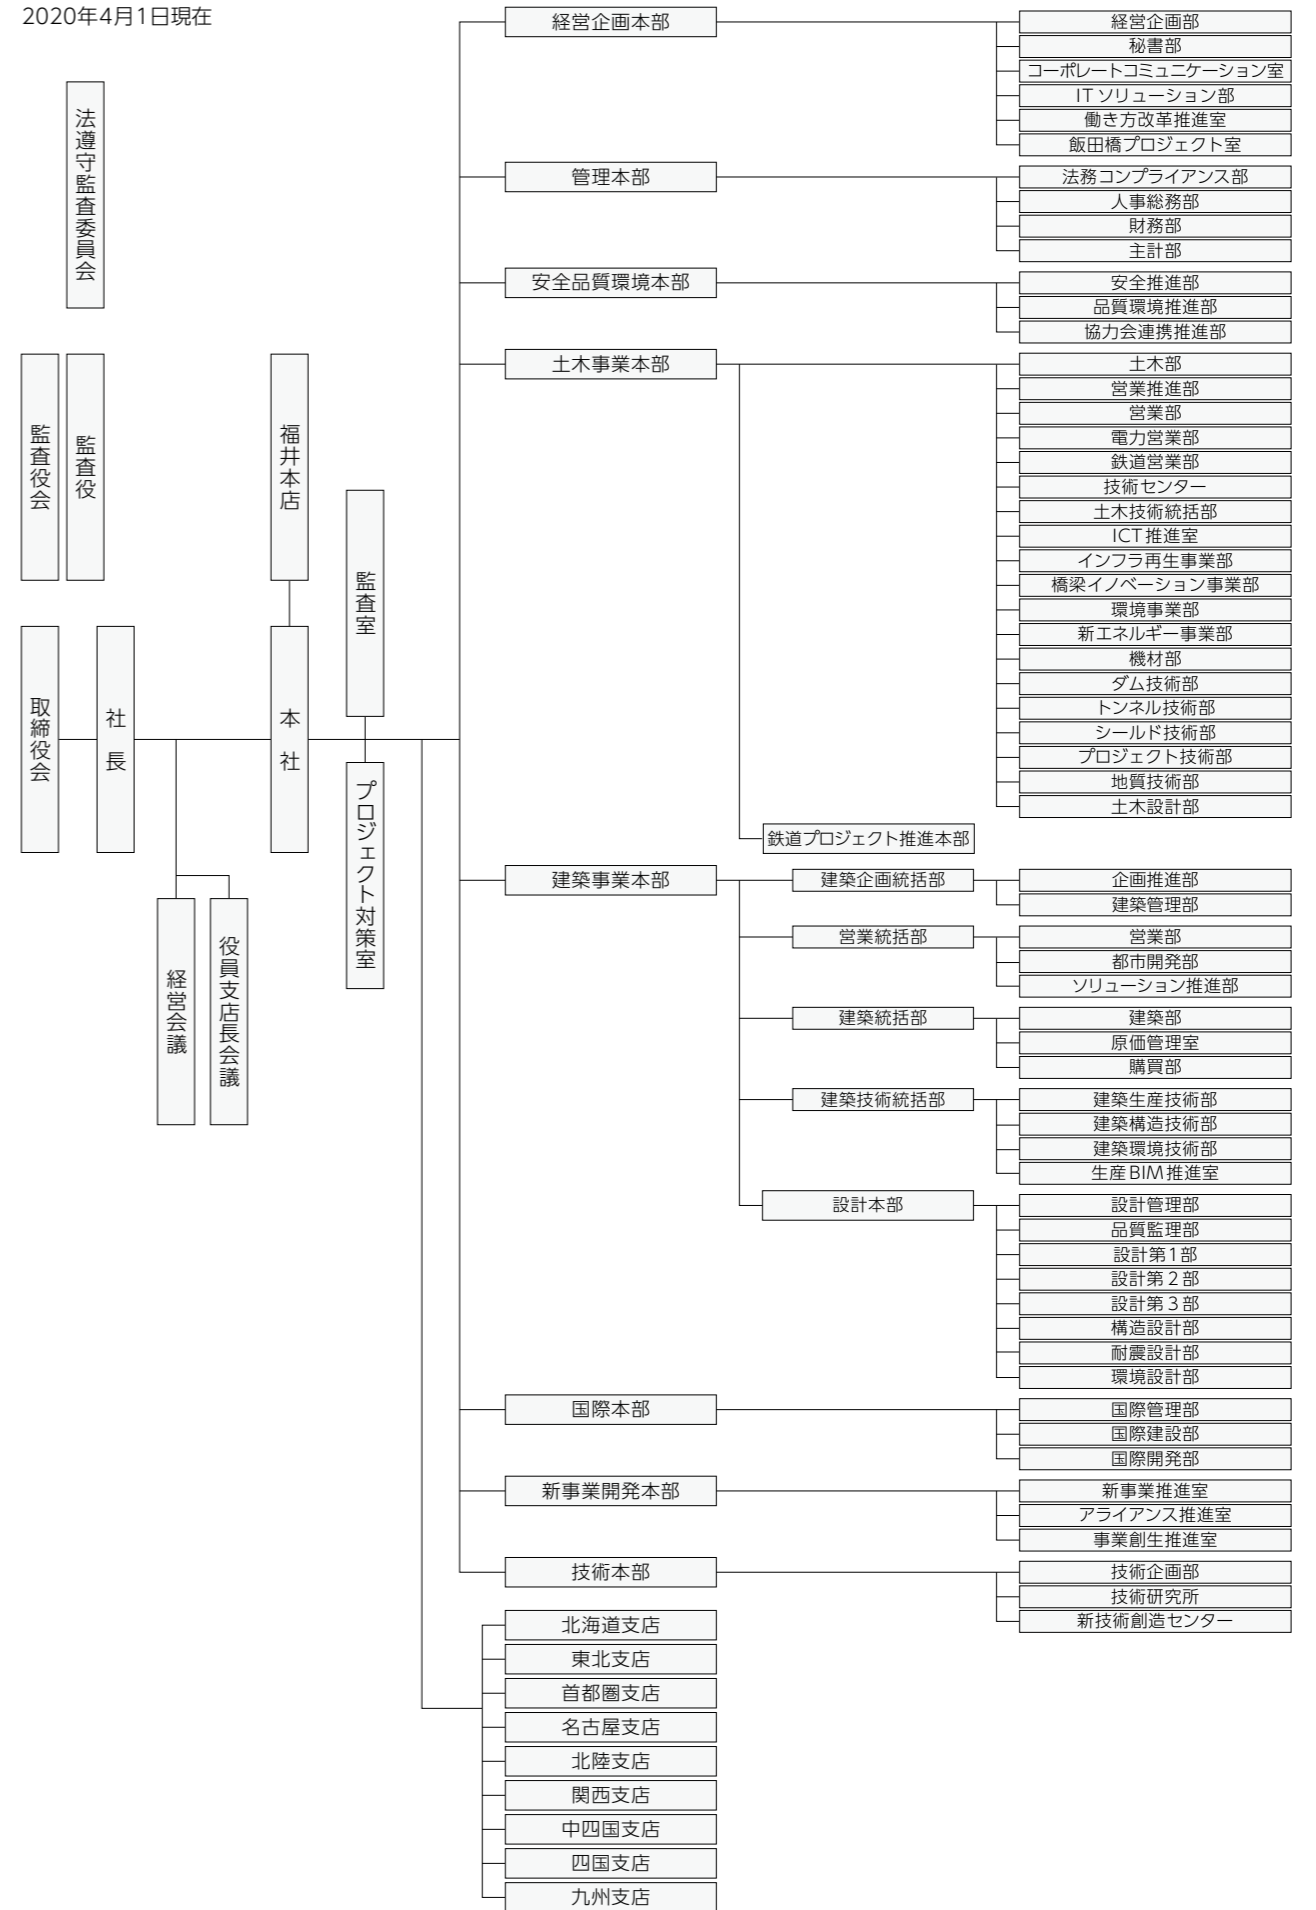 2020年4月1日現在
法遵守監査委員会
監査役会
監査役
福井本店
監査室
取締役会
社長
本社
プロジェクト対策室
経営会議
役員支店長会議
経営企画本部
経営企画部
秘書部
コーポレートコミュニケーション室
ITソリューション部
働き方改革推進室
飯田橋プロジェクト室
管理本部
法務コンプライアンス部
人事総務部
財務部
主計部
安全品質環境本部
安全推進部
品質環境推進部
協力会連携推進部
土木事業本部
土木部
営業推進部
営業部
電力営業部
鉄道営業部
技術センター
土木技術統括部
ICT推進室
インフラ再生事業部
橋梁イノベーション事業部
環境事業部
新エネルギー事業部
機材部
ダム技術部
トンネル技術部
シールド技術部
プロジェクト技術部
地質技術部
土木設計部
鉄道プロジェクト推進本部
建築事業本部
建築企画統括部
企画推進部
建築管理部
営業統括部
営業部
都市開発部
ソリューション推進部
建築統括部
建築部
原価管理室
購買部
建築技術統括部
建築生産技術部
建築構造技術部
建築環境技術部
生産BIM推進室
設計本部
設計管理部
品質監理部
設計第1部
設計第2部
設計第3部
構造設計部
耐震設計部
環境設計部
国際本部
国際管理部
国際建設部
国際開発部
新事業開発本部
新事業推進室
アライアンス推進室
事業創生推進室
技術本部
技術企画部
技術研究所
新技術創造センター
北海道支店
東北支店
首都圏支店
名古屋支店
北陸支店
関西支店
中四国支店
四国支店
九州支店